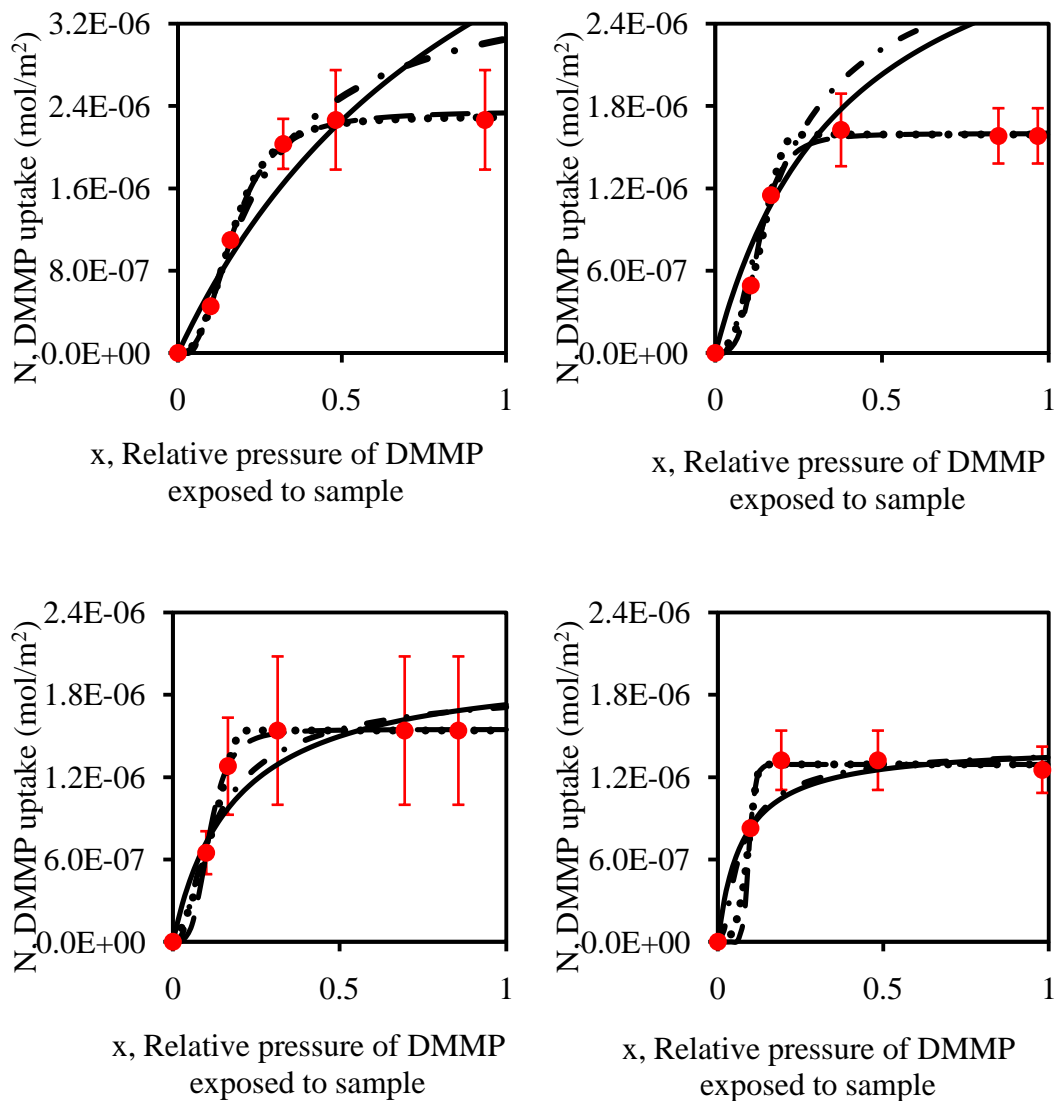 N, DMMP uptake (mol/m²)
3.2E-06
2.4E-06
1.6E-06
8.0E-07
0.0E+00
0
0.5
1
x, Relative pressure of DMMP
exposed to sample
N, DMMP uptake (mol/m²)
2.4E-06
1.8E-06
1.2E-06
6.0E-07
0.0E+00
0
0.5
1
x, Relative pressure of DMMP
exposed to sample
N, DMMP uptake (mol/m²)
2.4E-06
1.8E-06
1.2E-06
6.0E-07
0.0E+00
0
0.5
1
x, Relative pressure of DMMP
exposed to sample
N, DMMP uptake (mol/m²)
2.4E-06
1.8E-06
1.2E-06
6.0E-07
0.0E+00
0
0.5
1
x, Relative pressure of DMMP
exposed to sample